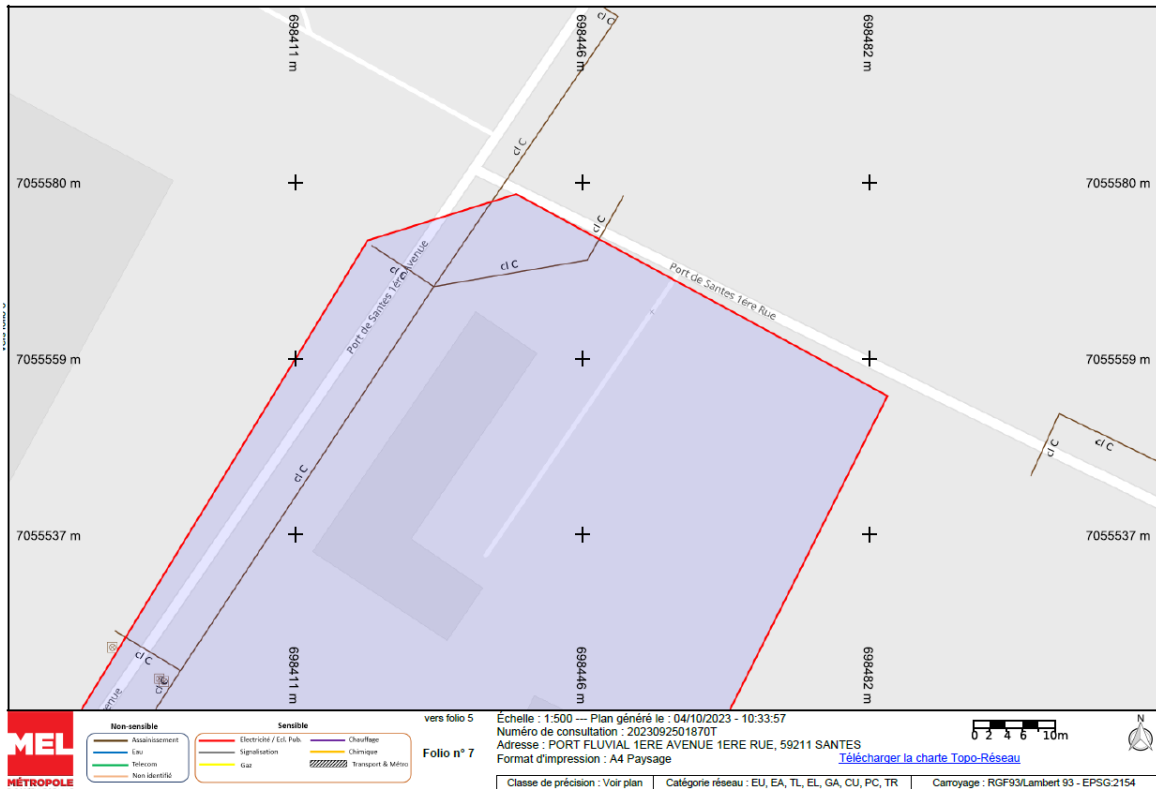 698411 m
698446 m
698482 m
cl C
cl C
7055580 m
7055580 m
cl C
Port de Santes 1ère Avenue
cl C
cl C
Port de Santes 1ère Rue
7055559 m
7055559 m
cl C
cl C
cl C
7055537 m
7055537 m
cl C
cl C
enue
698411 m
698446 m
698482 m
MEL
MÉTROPOLE
Non-sensible
Assainissement
Eau
Telecom
Non identifié
Sensible
Electricité / Ecl. Pub.
Signalisation
Gaz
Chauffage
Chimique
Transport & Métro
vers folio 5
Folio n° 7
Échelle : 1:500 --- Plan généré le : 04/10/2023 - 10:33:57
Numéro de consultation : 2023092501870T
Adresse : PORT FLUVIAL 1ERE AVENUE 1ERE RUE, 59211 SANTES
Format d'impression : A4 Paysage
Télécharger la charte Topo-Réseau
0 2 4 6 10m
N
Classe de précision : Voir plan
Catégorie réseau : EU, EA, TL, EL, GA, CU, PC, TR
Carroyage : RGF93/Lambert 93 - EPSG:2154